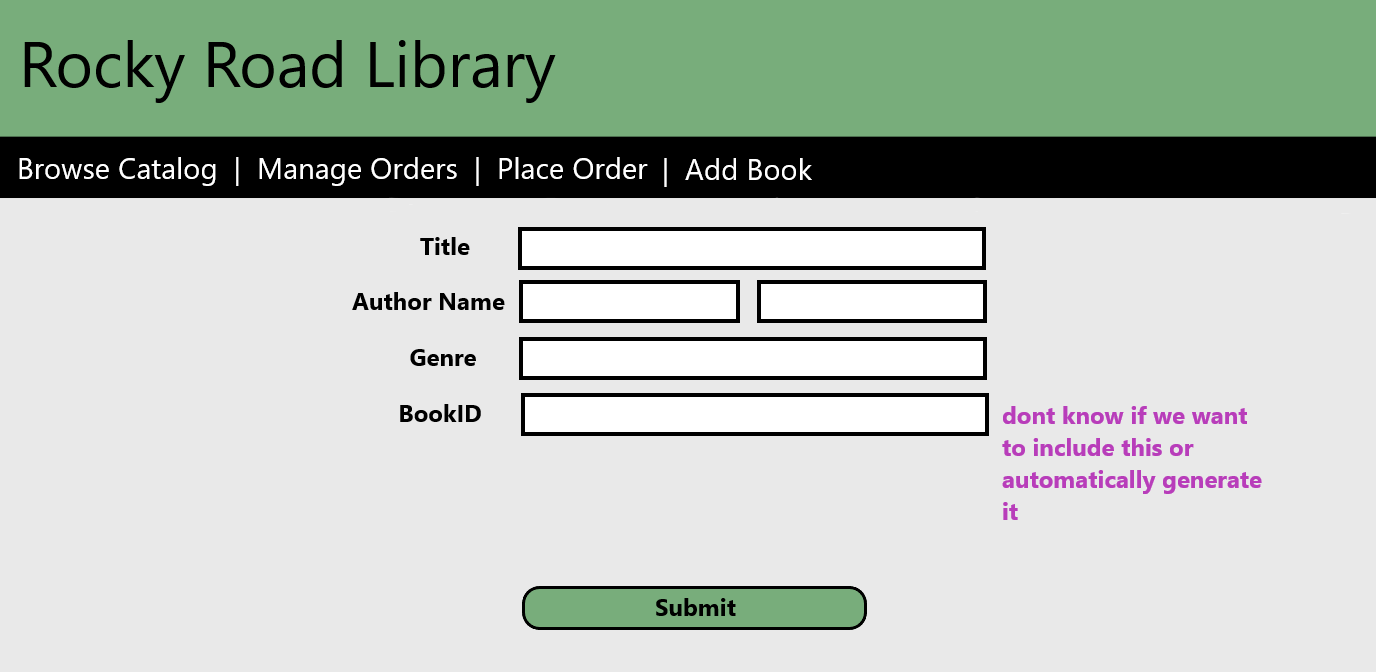 Rocky Road Library
Browse Catalog | Manage Orders | Place Order | Add Book
Title
Author Name
Genre
BookID
dont know if we want
to include this or
automatically generate
it
Submit